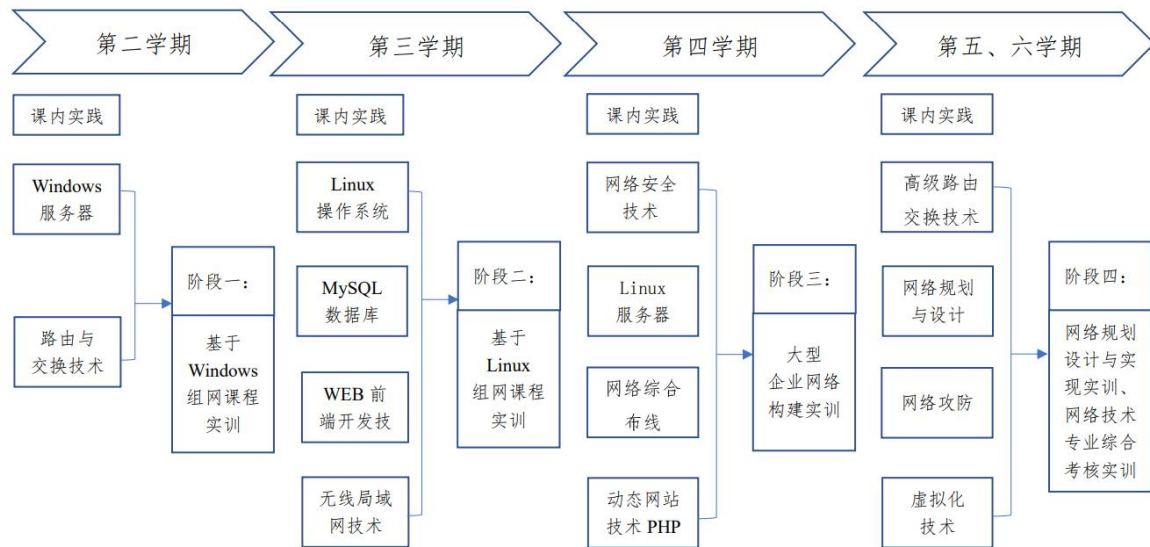 第二学期
第三学期
第四学期
第五、六学期
课内实践
Windows
服务器
路由与
交换技术
阶段一:
基于
Windows
组网课程
实训
课内实践
Linux
操作系统
MySQL
数据库
WEB 前
端开发技
无线局域
网技术
阶段二:
基于
Linux
组网课程
实训
课内实践
网络安全
技术
Linux
服务器
网络综合
布线
动态网站
技术 PHP
阶段三:
大型
企业网络
构建实训
课内实践
高级路由
交换技术
网络规划
与设计
网络攻防
虚拟化
技术
阶段四:
网络规划
设计与实
现实训、
网络技术
专业综合
考核实训